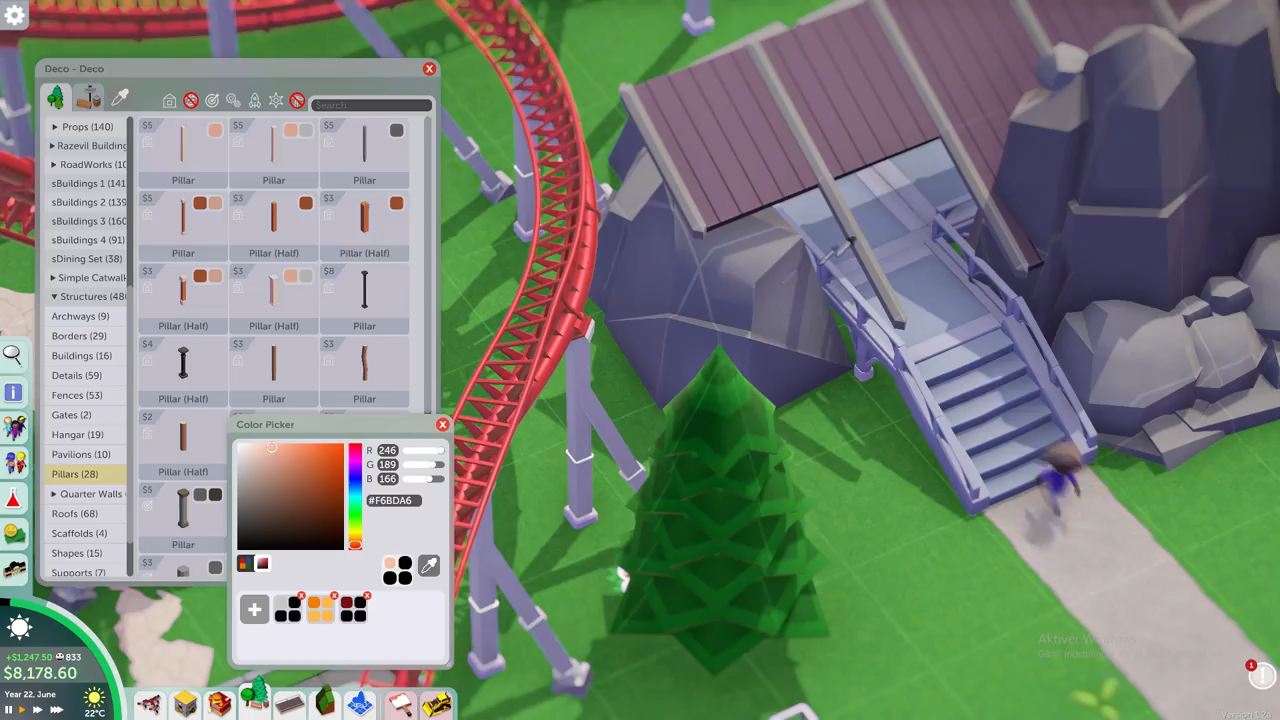 Deco - Deco
X
Search
Props (140)
Razevil Building
RoadWorks (10
sBuildings 1 (141
sBuildings 2 (139
sBuildings 3 (160
sBuildings 4 (91)
sDining Set (38)
Simple Catwalk
Structures (480
Archways (9)
Borders (29)
Buildings (16)
Details (59)
Fences (53)
Gates (2)
Hangar (19)
Pavilions (10)
Pillars (28)
Quarter Walls
Roofs (68)
Scaffolds (4)
Shapes (15)
Supports (7)
$5 $5 $5
Pillar Pillar Pillar
$5 $3 $3
Pillar Pillar (Half) Pillar (Half)
$3 $3 $8
Pillar (Half) Pillar (Half) Pillar
$4 $3 $3
Pillar (Half) Pillar Pillar
$2
Pillar (Half)
$5
Pillar
$3
Color Picker
X
R 246
G 189
B 166
#F6BDA6
+
X X X
+$1,247.50 833
$8,178.60
Year 22, June
22°C
Aktiver
1
!